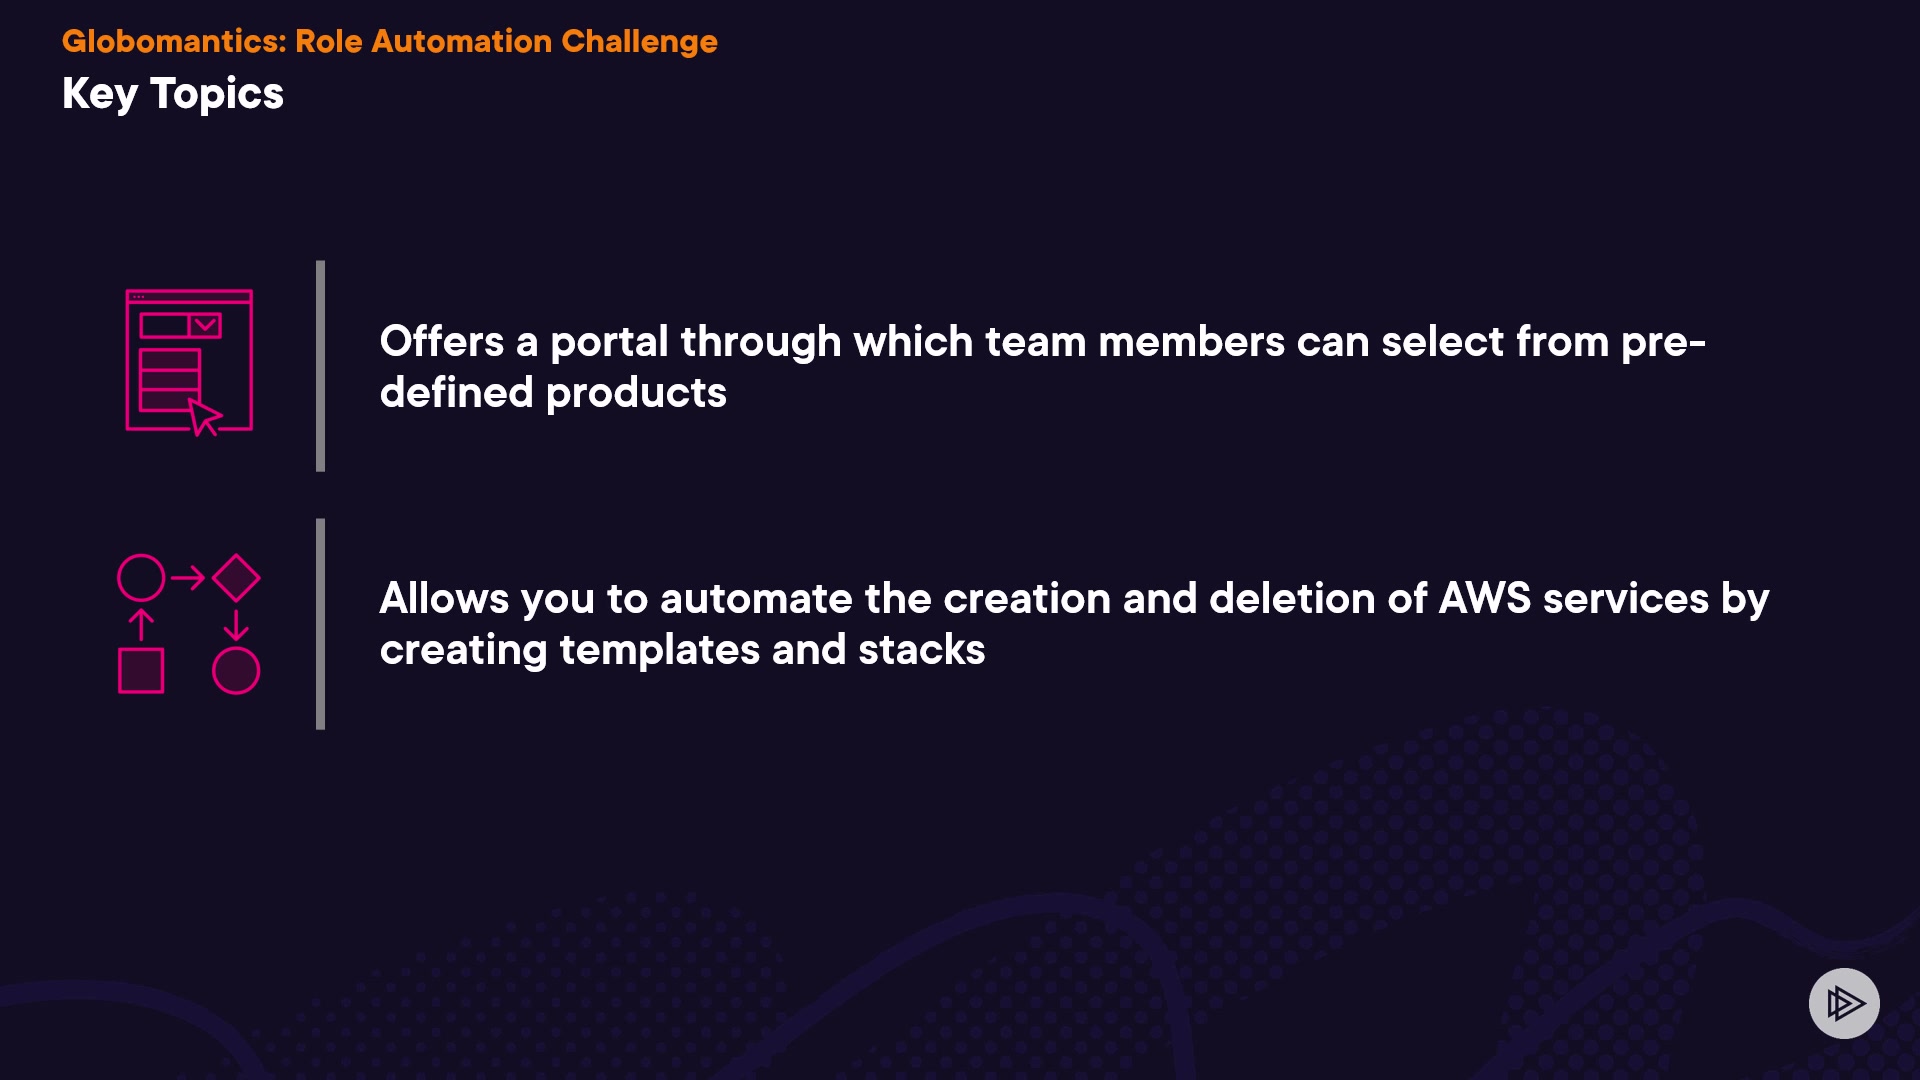 Globomantics: Role Automation Challenge
Key Topics
Offers a portal through which team members can select from pre-
defined products
Allows you to automate the creation and deletion of AWS services by
creating templates and stacks